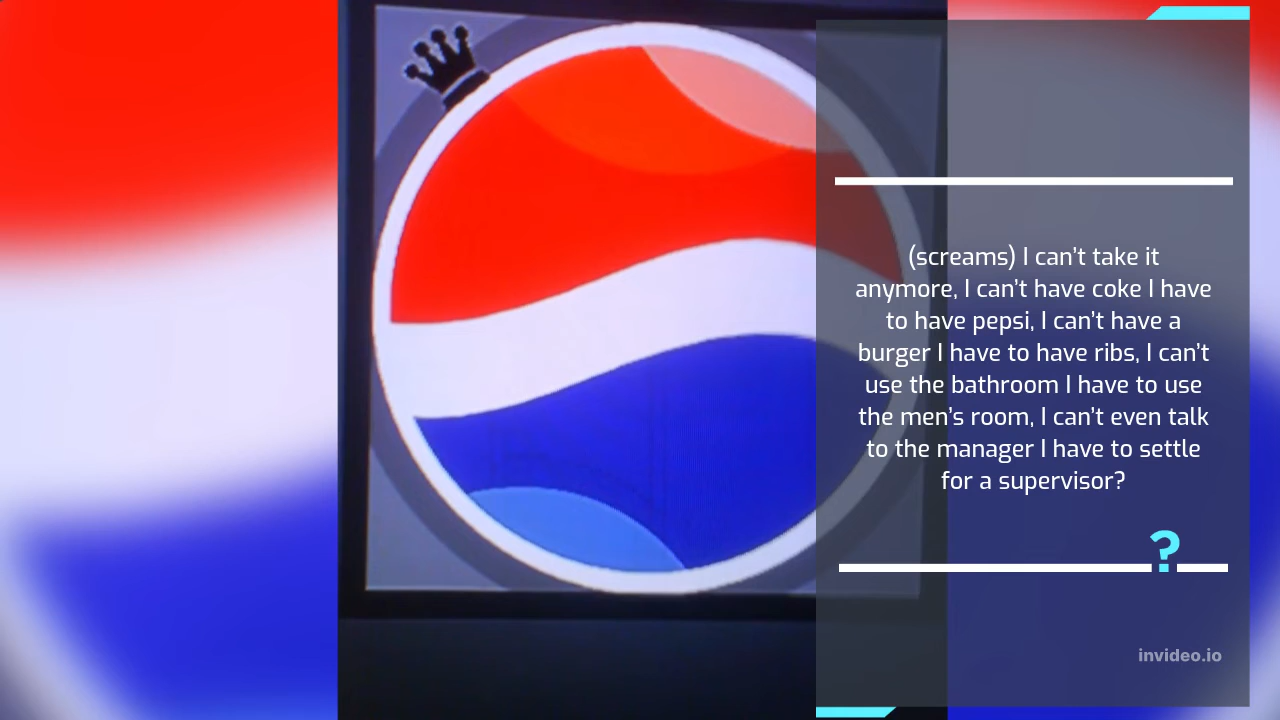 (screams) I can’t take it
anymore, I can’t have coke I have
to have pepsi, I can’t have a
burger I have to have ribs, I can’t
use the bathroom I have to use
the men’s room, I can’t even talk
to the manager I have to settle
for a supervisor?
?
invideo.io